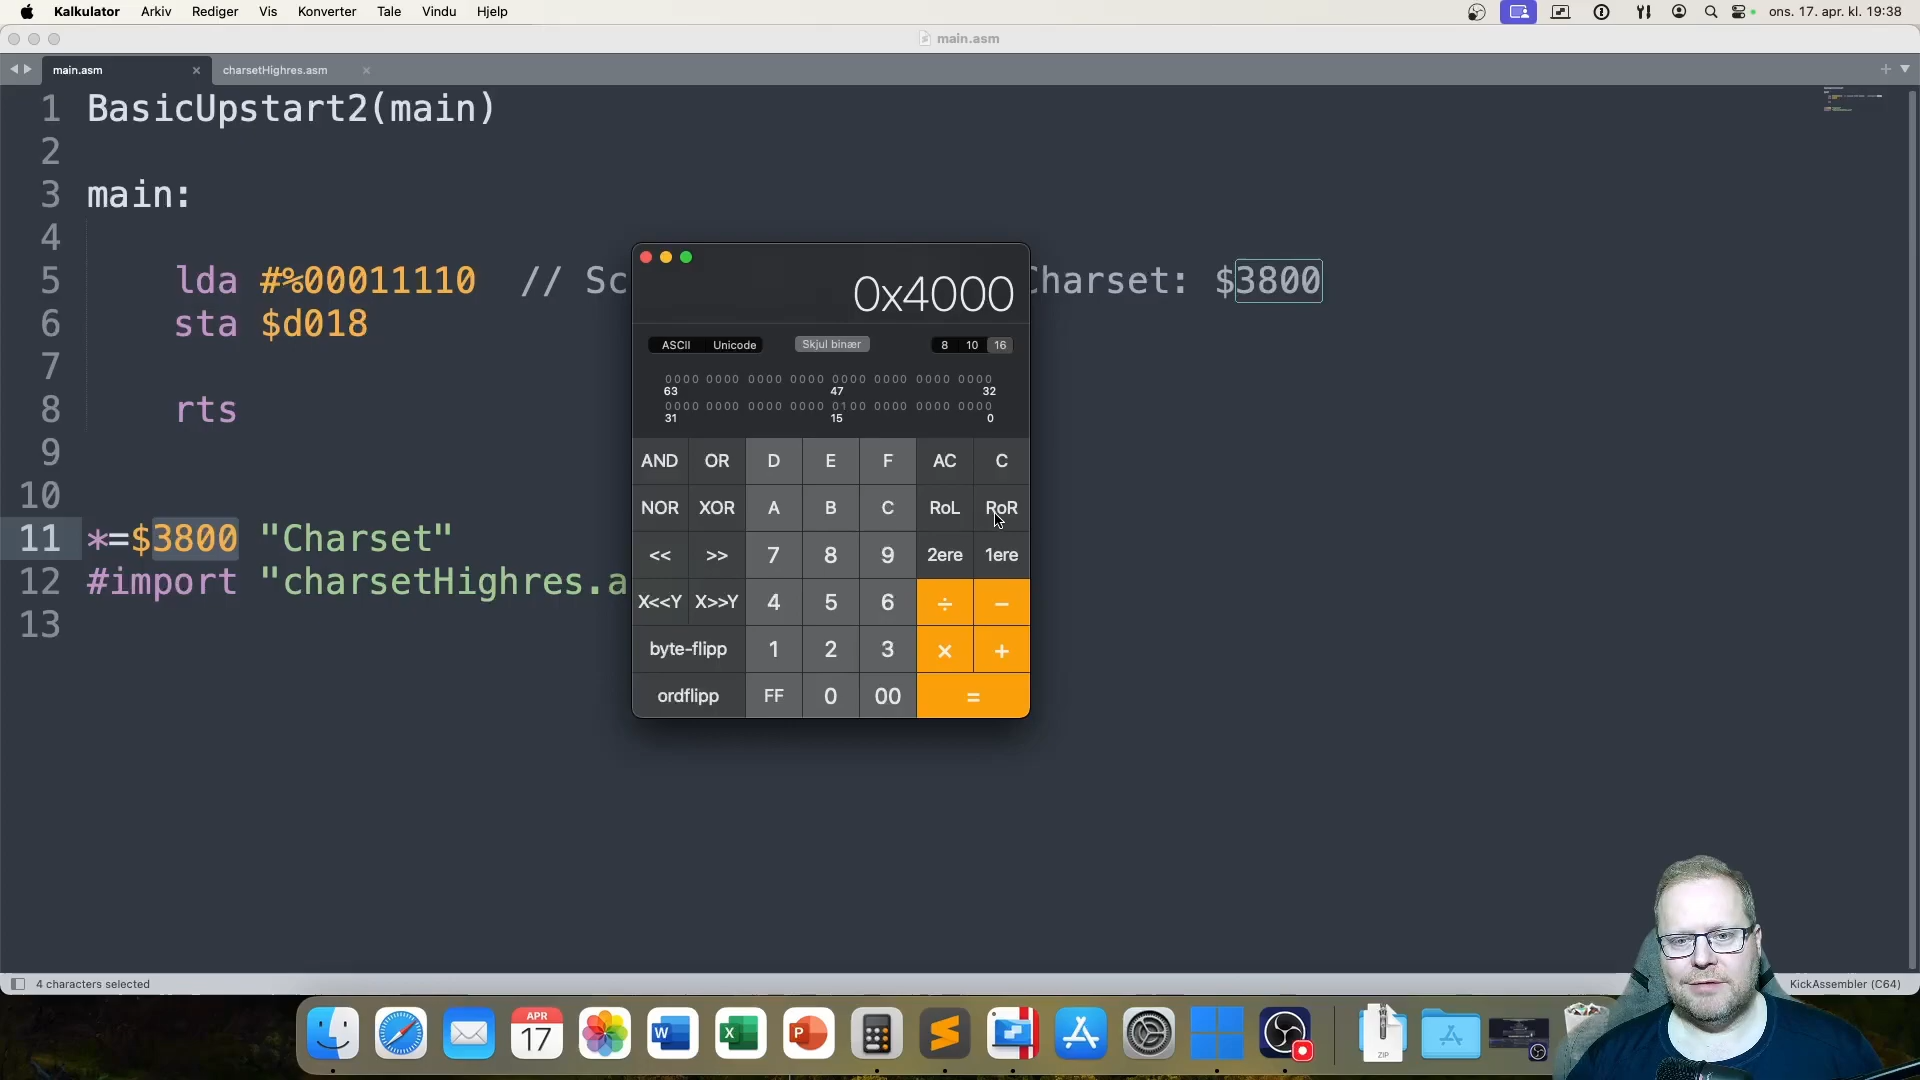 Kalkulator Arkiv Rediger Vis Konverter Tale Vindu Hjelp ons. 17. apr. kl. 19:38
main.asm
main.asm × charsetHighres.asm ×
1 BasicUpstart2(main)
2
3 main:
4
5 lda #%00011110 // Sc Charset: $3800
6 sta $d018
7
8 rts
9
10
11 *=$3800 "Charset"
12 #import "charsetHighres.a
13
0x4000
ASCII Unicode Skjul binær 8 10 16
0000 0000 0000 0000 0000 0000 0000 0000
63 47 32
0000 0000 0000 0000 0100 0000 0000 0000
31 15 0
AND OR D E F AC C
NOR XOR A B C RoL RoR
<< >> 7 8 9 2ere 1ere
X<<Y X>>Y 4 5 6 ÷ −
byte-flipp 1 2 3 × +
ordflipp FF 0 00 =
4 characters selected KickAssembler (C64)
APR
17
W X P
ZIP